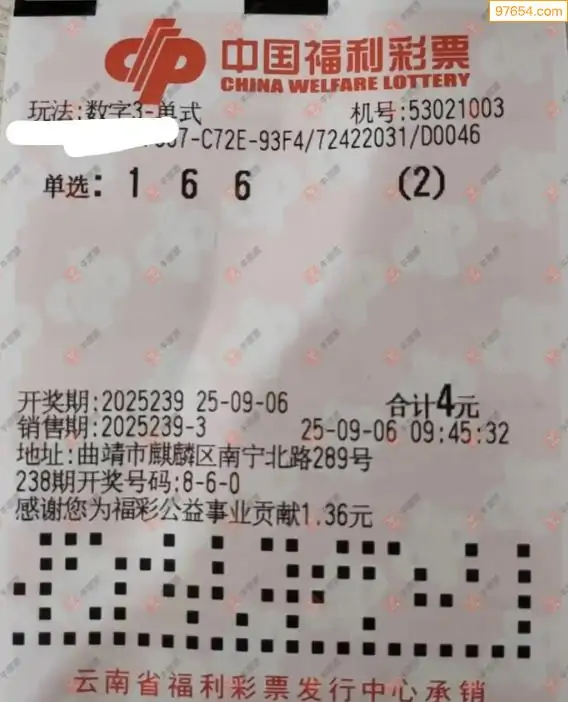 97654.com
中国福利彩票
CHINA WELFARE LOTTERY
玩法:数字3-单式 机号:53021003
C72E-93F4/72422031/D0046
单选: 1 6 6 (2)
开奖期:2025239 25-09-06 合计4元
销售期:2025239-3 25-09-06 09:45:32
地址:曲靖市麒麟区南宁北路289号
238期开奖号码:8-6-0
感谢您为福彩公益事业贡献1.36元
云南省福利彩票发行中心承销